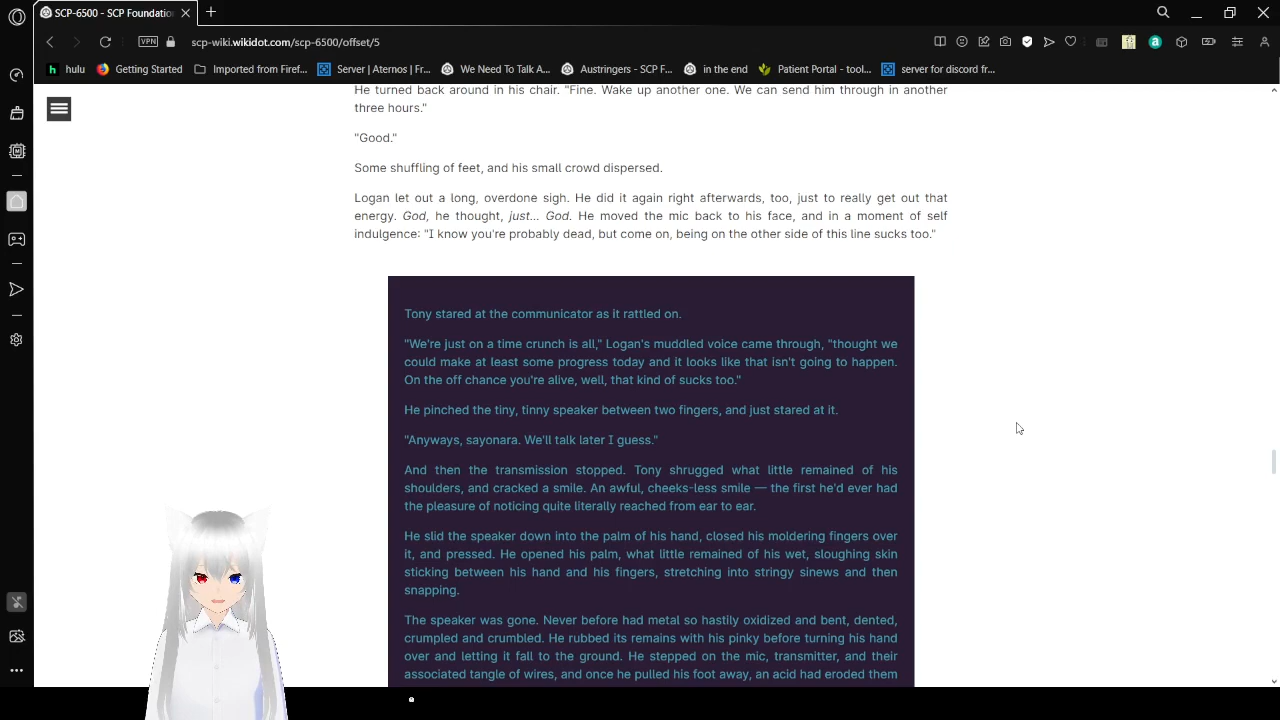 SCP-6500 - SCP Foundatio
VPN
scp-wiki.wikidot.com/scp-6500/offset/5
hulu
Getting Started
Imported from Firef...
Server | Aternos | Fr...
We Need To Talk A...
Austringers - SCP F...
in the end
Patient Portal - tool...
server for discord fr...
He turned back around in his chair. "Fine. Wake up another one. We can send him through in another
three hours."
"Good."
Some shuffling of feet, and his small crowd dispersed.
Logan let out a long, overdone sigh. He did it again right afterwards, too, just to really get out that
energy. God, he thought, just... God. He moved the mic back to his face, and in a moment of self
indulgence: "I know you're probably dead, but come on, being on the other side of this line sucks too."
Tony stared at the communicator as it rattled on.
"We're just on a time crunch is all," Logan's muddled voice came through, "thought we
could make at least some progress today and it looks like that isn't going to happen.
On the off chance you're alive, well, that kind of sucks too."
He pinched the tiny, tinny speaker between two fingers, and just stared at it.
"Anyways, sayonara. We'll talk later I guess."
And then the transmission stopped. Tony shrugged what little remained of his
shoulders, and cracked a smile. An awful, cheeks-less smile — the first he'd ever had
the pleasure of noticing quite literally reached from ear to ear.
He slid the speaker down into the palm of his hand, closed his moldering fingers over
it, and pressed. He opened his palm, what little remained of his wet, sloughing skin
sticking between his hand and his fingers, stretching into stringy sinews and then
snapping.
The speaker was gone. Never before had metal so hastily oxidized and bent, dented,
crumpled and crumbled. He rubbed its remains with his pinky before turning his hand
over and letting it fall to the ground. He stepped on the mic, transmitter, and their
associated tangle of wires, and once he pulled his foot away, an acid had eroded them